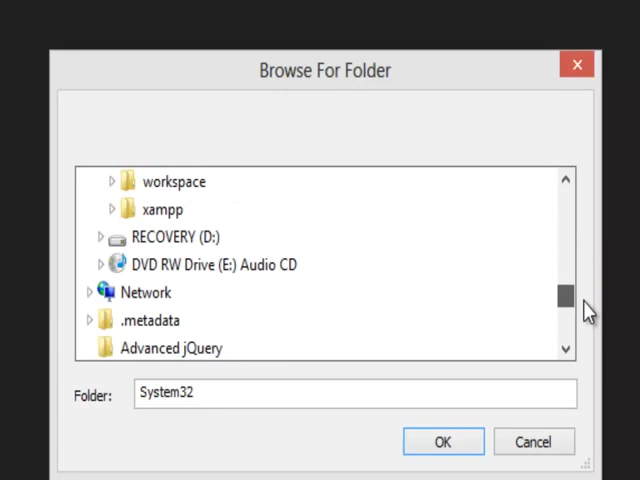 Browse For Folder
workspace
xampp
RECOVERY (D:)
DVD RW Drive (E:) Audio CD
Network
.metadata
Advanced jQuery
Folder: System32
OK Cancel